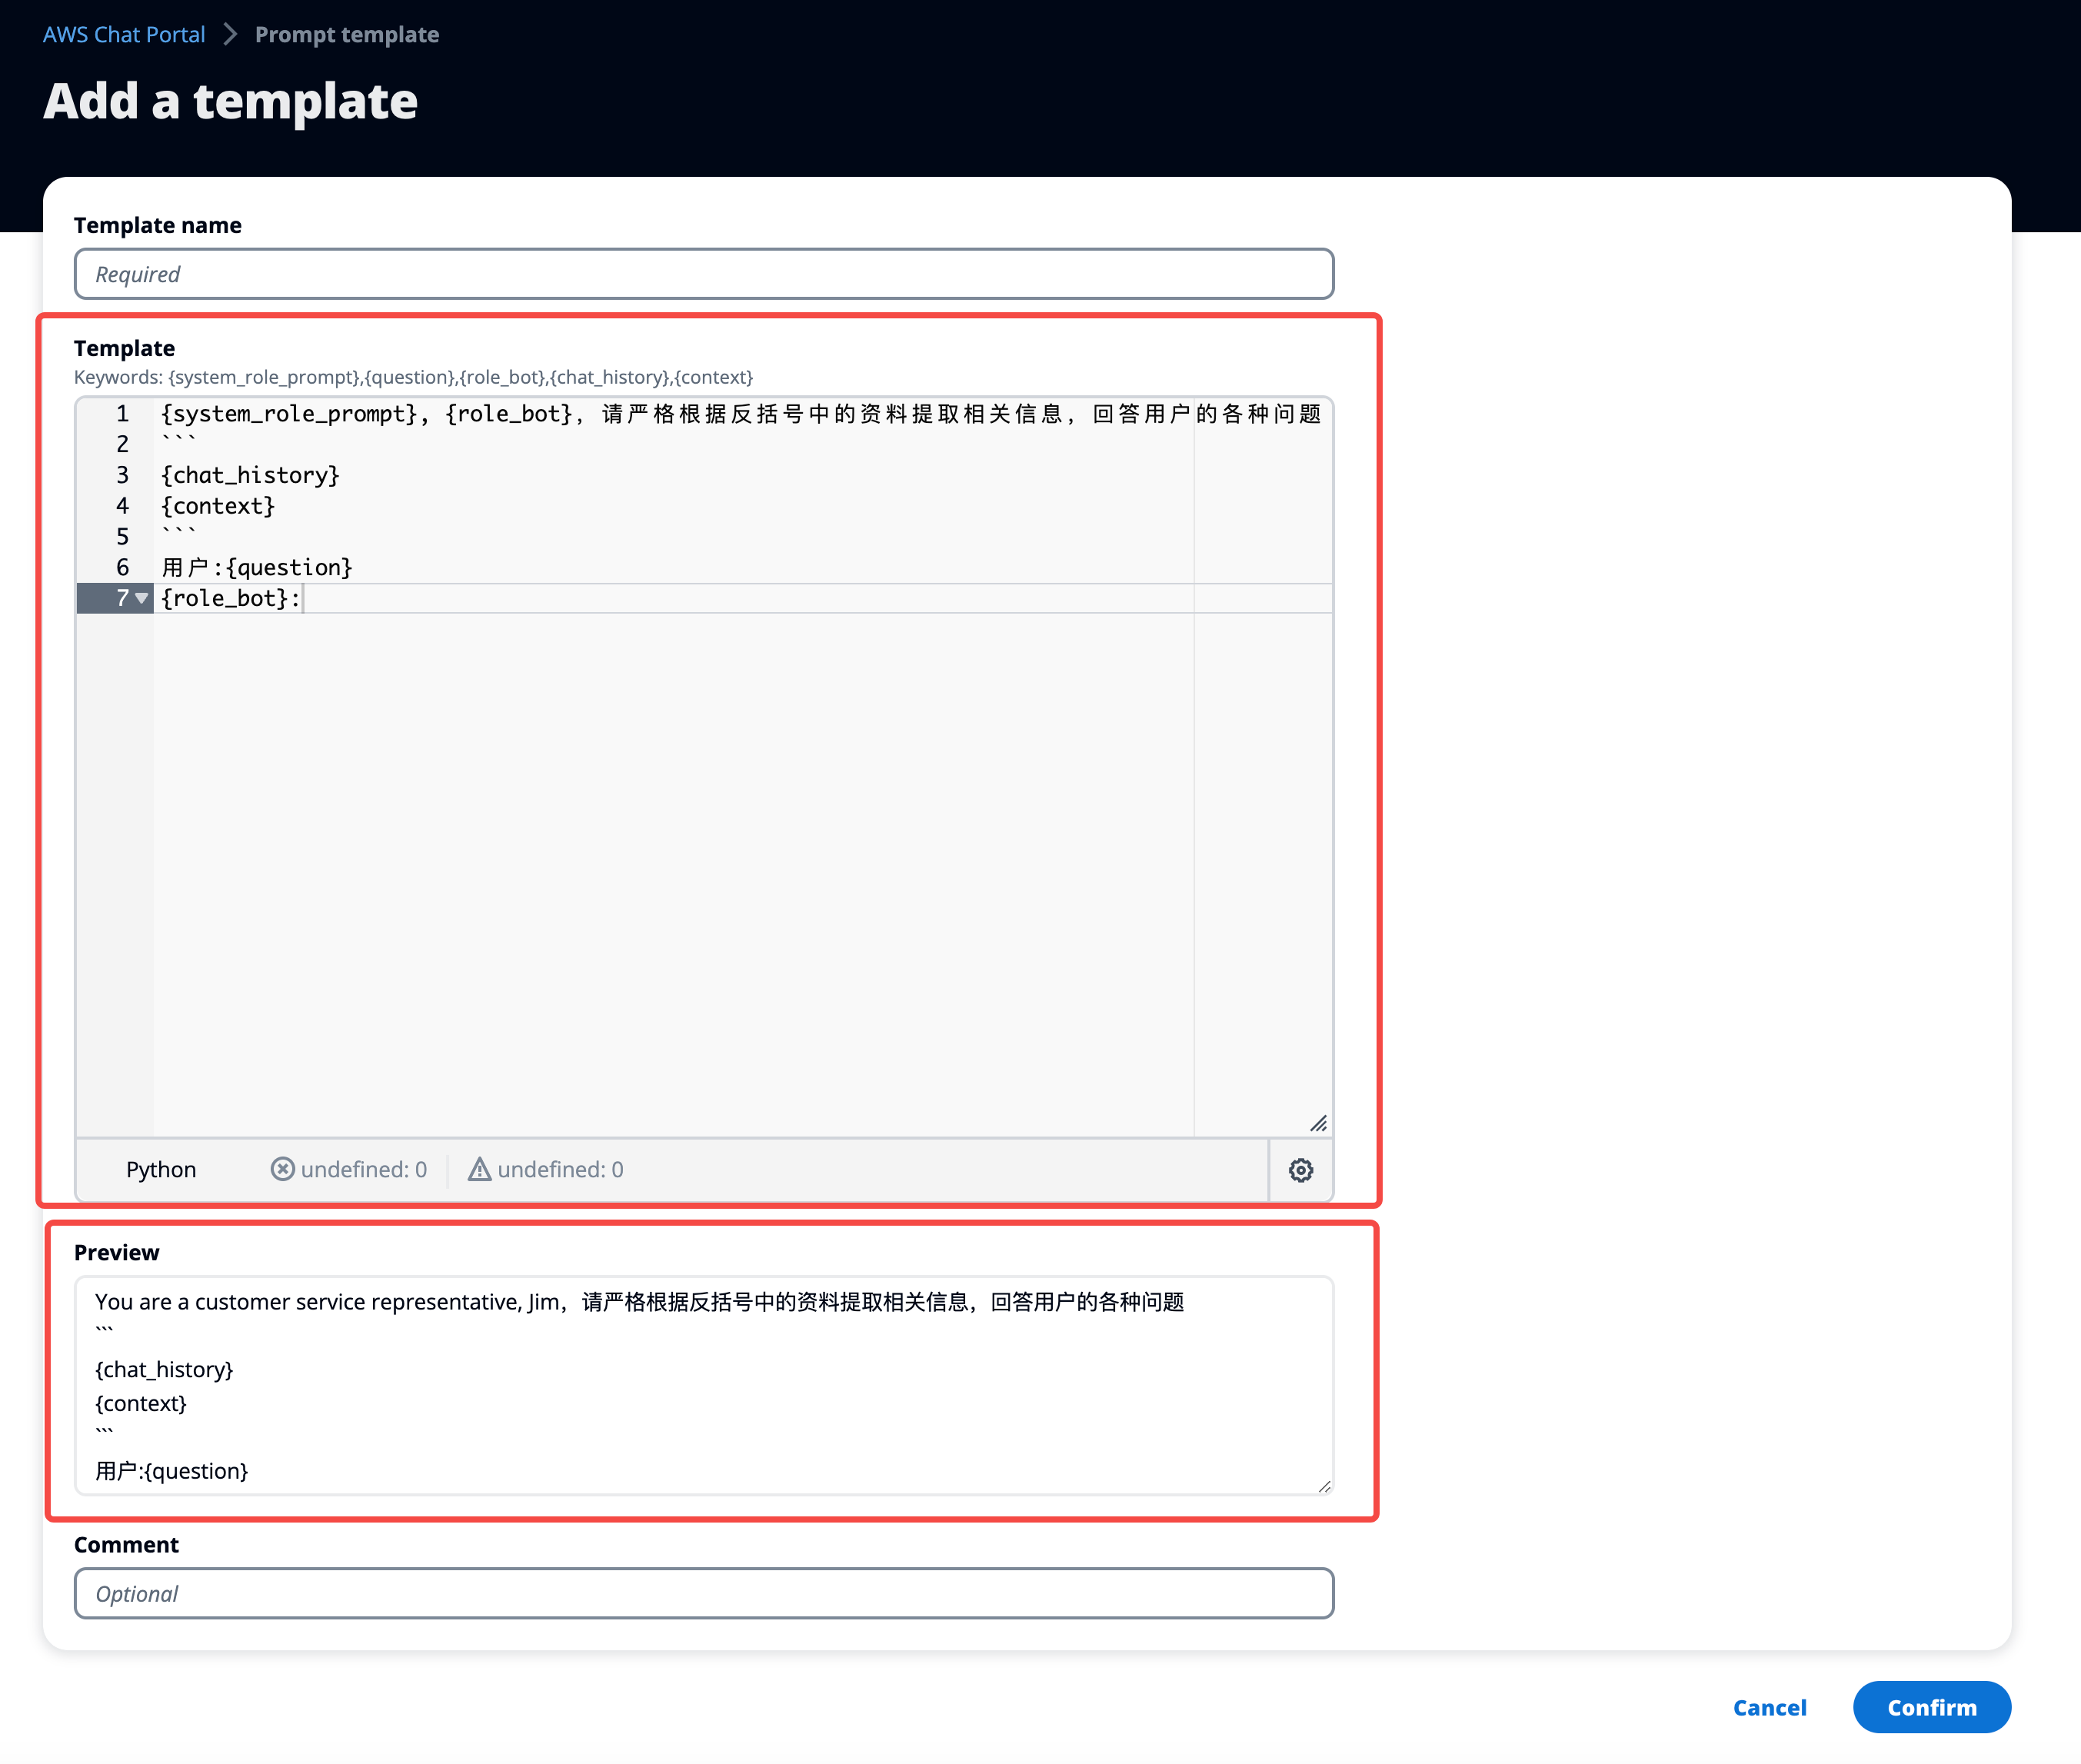 AWS Chat Portal > Prompt template
Add a template
Template name
Required
Template
Keywords: {system_role_prompt},{question},{role_bot},{chat_history},{context}
1 {system_role_prompt}, {role_bot}，请严格根据反括号中的资料提取相关信息，回答用户的各种问题
2 ```
3 {chat_history}
4 {context}
5 ```
6 用户:{question}
7 {role_bot}:
Python undefined: 0 undefined: 0
Preview
You are a customer service representative, Jim，请严格根据反括号中的资料提取相关信息，回答用户的各种问题
```
{chat_history}
{context}
```
用户:{question}
Comment
Optional
Cancel Confirm